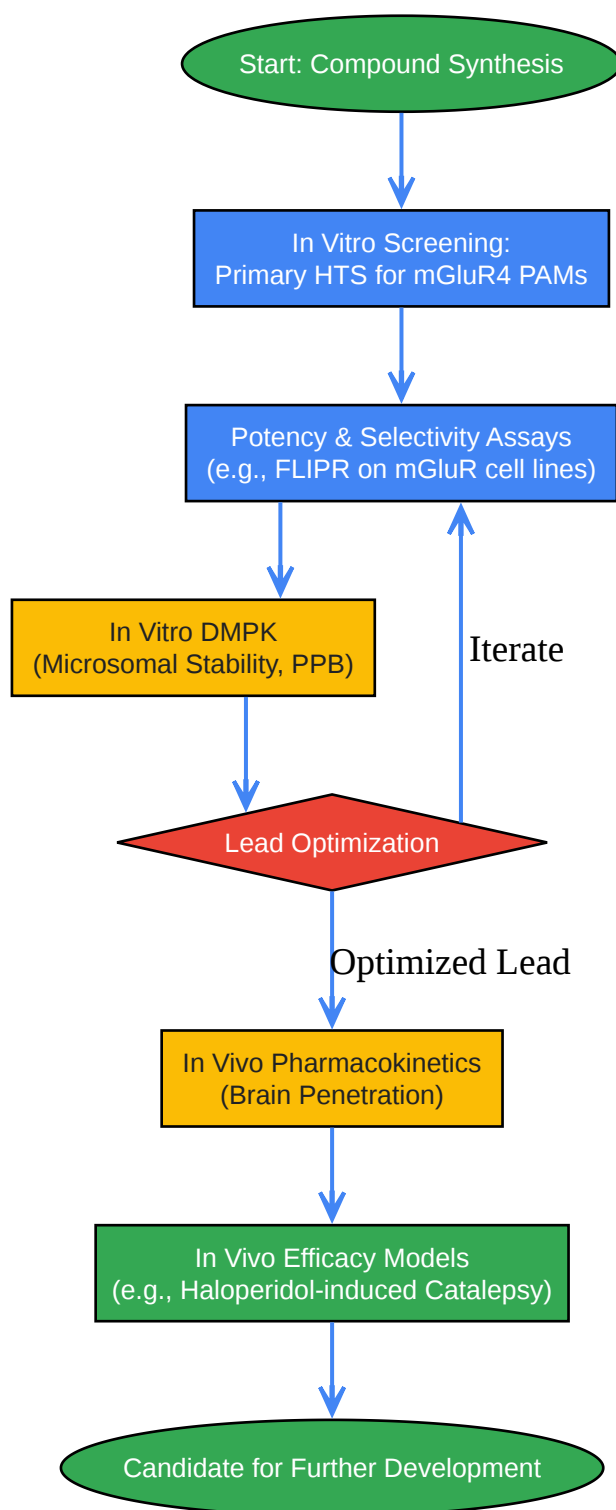 Start: Compound Synthesis
In Vitro Screening:
Primary HTS for mGluR4 PAMs
Potency & Selectivity Assays
(e.g., FLIPR on mGluR cell lines)
In Vitro DMPK
(Microsomal Stability, PPB)
Iterate
Lead Optimization
Optimized Lead
In Vivo Pharmacokinetics
(Brain Penetration)
In Vivo Efficacy Models
(e.g., Haloperidol-induced Catalepsy)
Candidate for Further Development